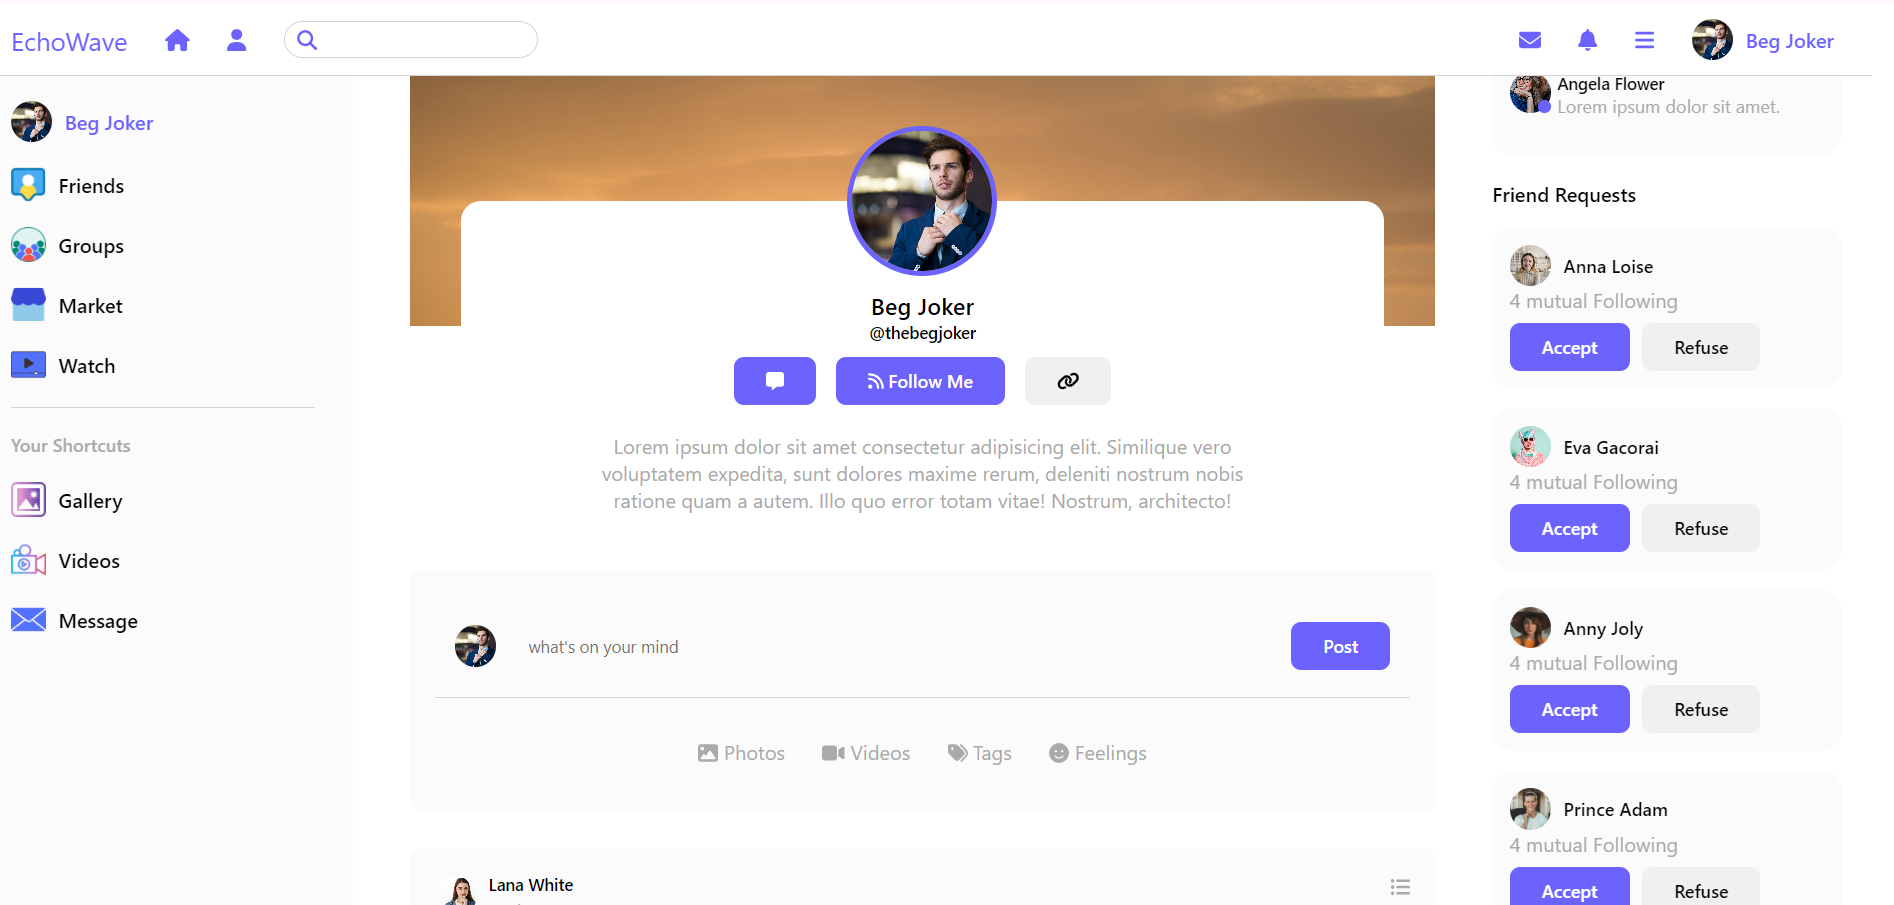 EchoWave
Beg Joker
Beg Joker
Friends
Groups
Market
Watch
Your Shortcuts
Gallery
Videos
Message
Beg Joker
@thebegjoker
Follow Me
Lorem ipsum dolor sit amet consectetur adipisicing elit. Similique vero
voluptatem expedita, sunt dolores maxime rerum, deleniti nostrum nobis
ratione quam a autem. Illo quo error totam vitae! Nostrum, architecto!
what's on your mind
Post
Photos
Videos
Tags
Feelings
Lana White
Angela Flower
Lorem ipsum dolor sit amet.
Friend Requests
Anna Loise
4 mutual Following
Accept
Refuse
Eva Gacorai
4 mutual Following
Accept
Refuse
Anny Joly
4 mutual Following
Accept
Refuse
Prince Adam
4 mutual Following
Accept
Refuse